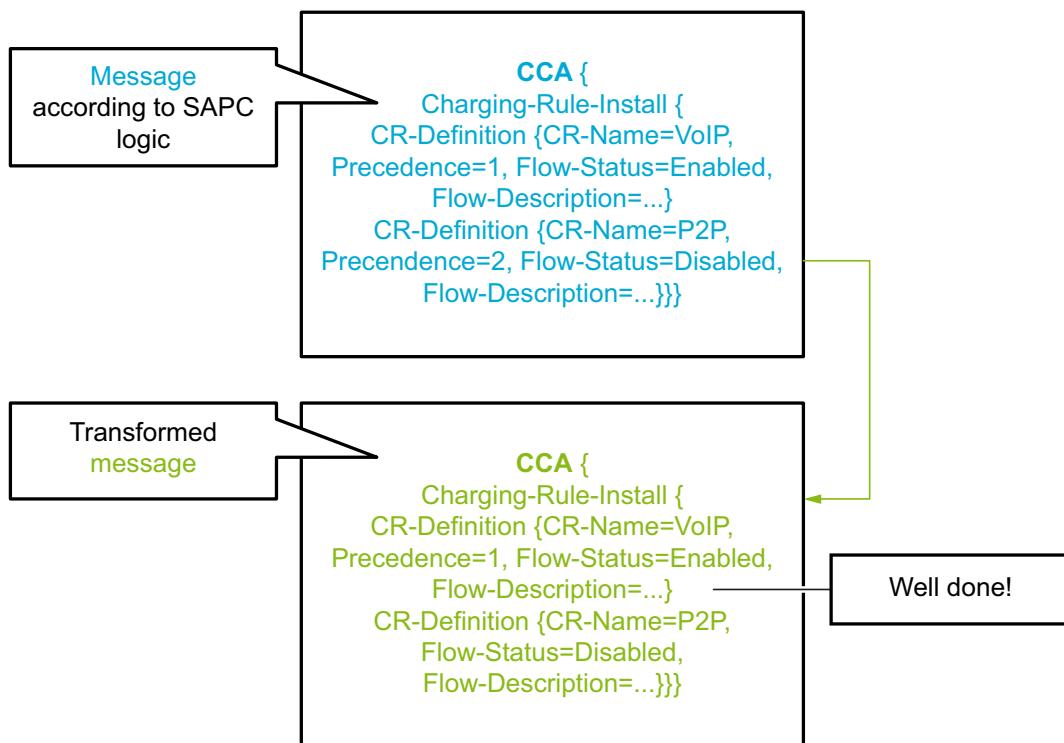 Message
according to SAPC
logic
CCA {
Charging-Rule-Install {
CR-Definition {CR-Name=VoIP,
Precedence=1, Flow-Status=Enabled,
Flow-Description=...}
CR-Definition {CR-Name=P2P,
Precendence=2, Flow-Status=Disabled,
Flow-Description=...}}}
Transformed
message
CCA {
Charging-Rule-Install {
CR-Definition {CR-Name=VoIP,
Precedence=1, Flow-Status=Enabled,
Flow-Description=...}
CR-Definition {CR-Name=P2P,
Flow-Status=Disabled,
Flow-Description=...}}}
Well done!